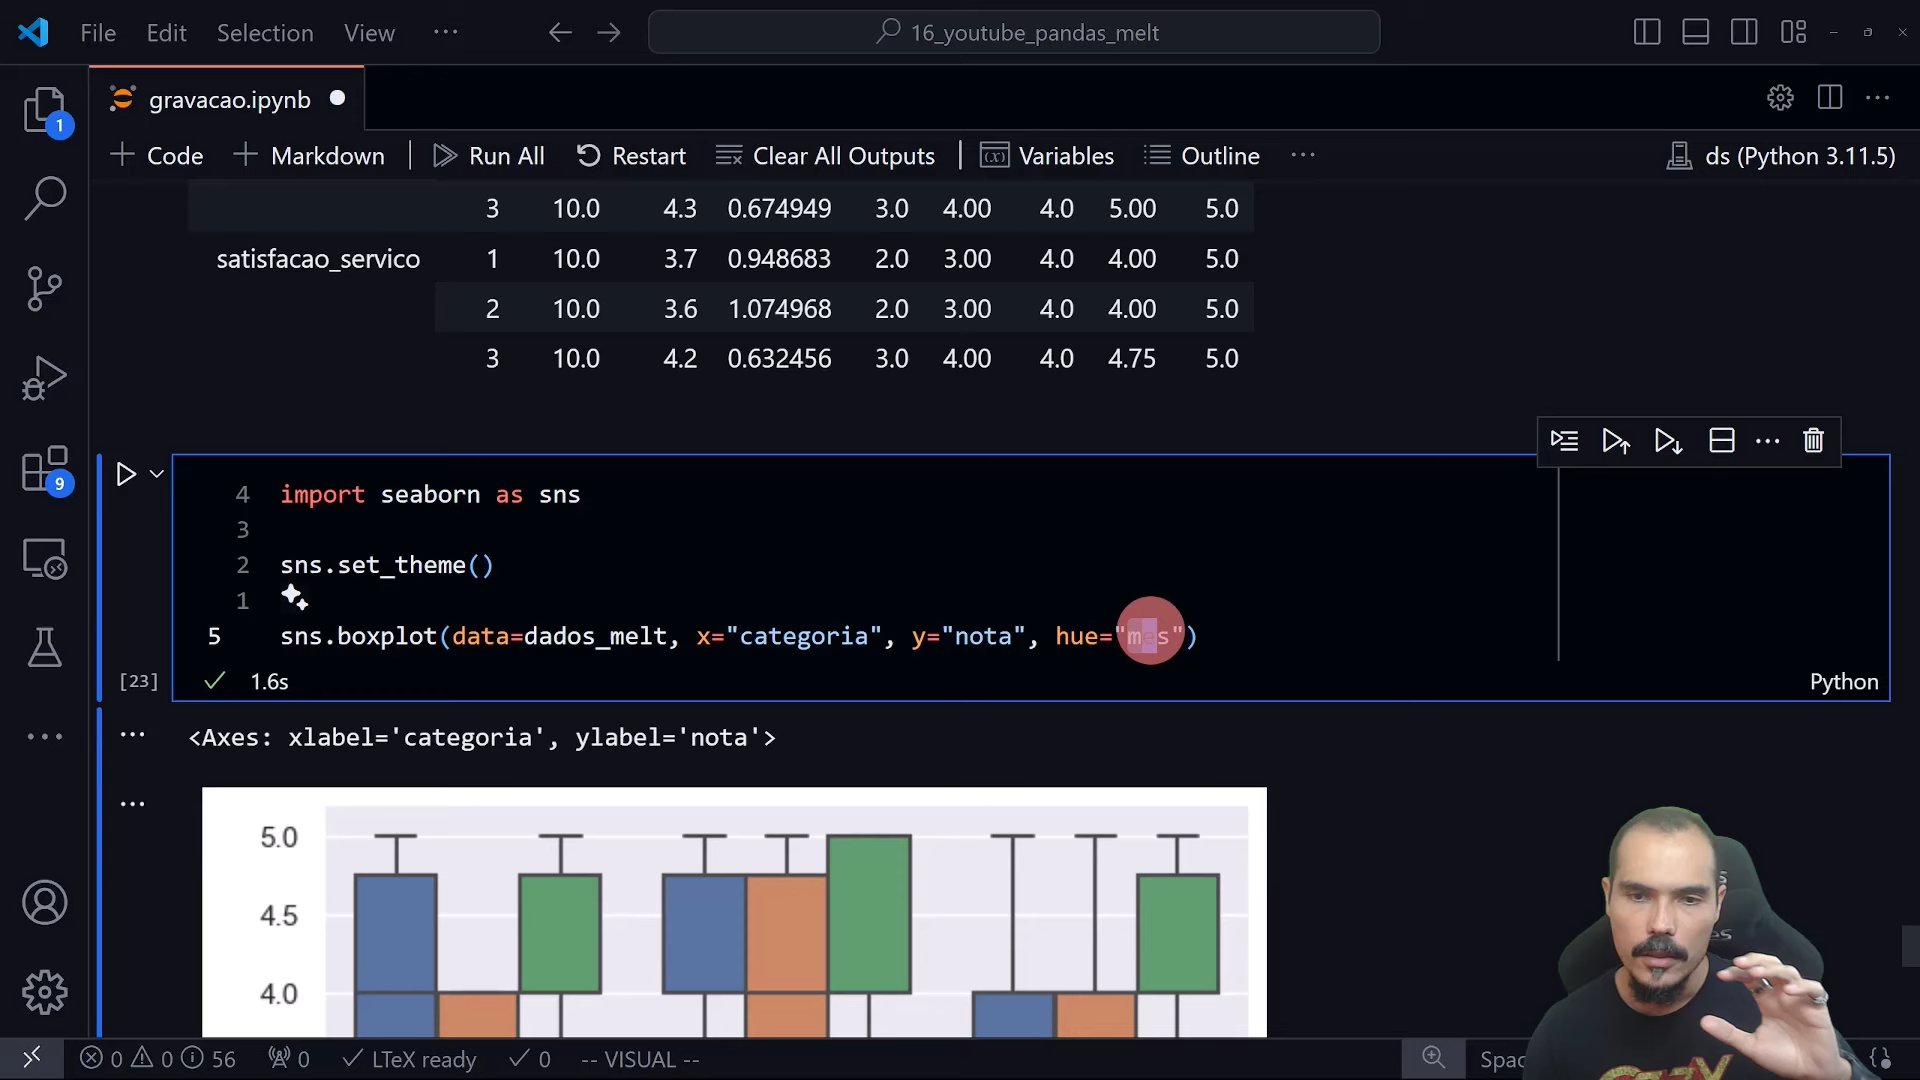 File Edit Selection View ... 16_youtube_pandas_melt
gravacao.ipynb
1
+ Code + Markdown | Run All Restart Clear All Outputs | (x) Variables Outline ... ds (Python 3.11.5)
3 10.0 4.3 0.674949 3.0 4.00 4.0 5.00 5.0
satisfacao_servico 1 10.0 3.7 0.948683 2.0 3.00 4.0 4.00 5.0
2 10.0 3.6 1.074968 2.0 3.00 4.0 4.00 5.0
3 10.0 4.2 0.632456 3.0 4.00 4.0 4.75 5.0
9
4 import seaborn as sns
3
2 sns.set_theme()
1
5 sns.boxplot(data=dados_melt, x="categoria", y="nota", hue="mes")
[23] 1.6s Python
<Axes: xlabel='categoria', ylabel='nota'>
5.0
4.5
4.0
0 0 56 0 LTeX ready 0 -- VISUAL --